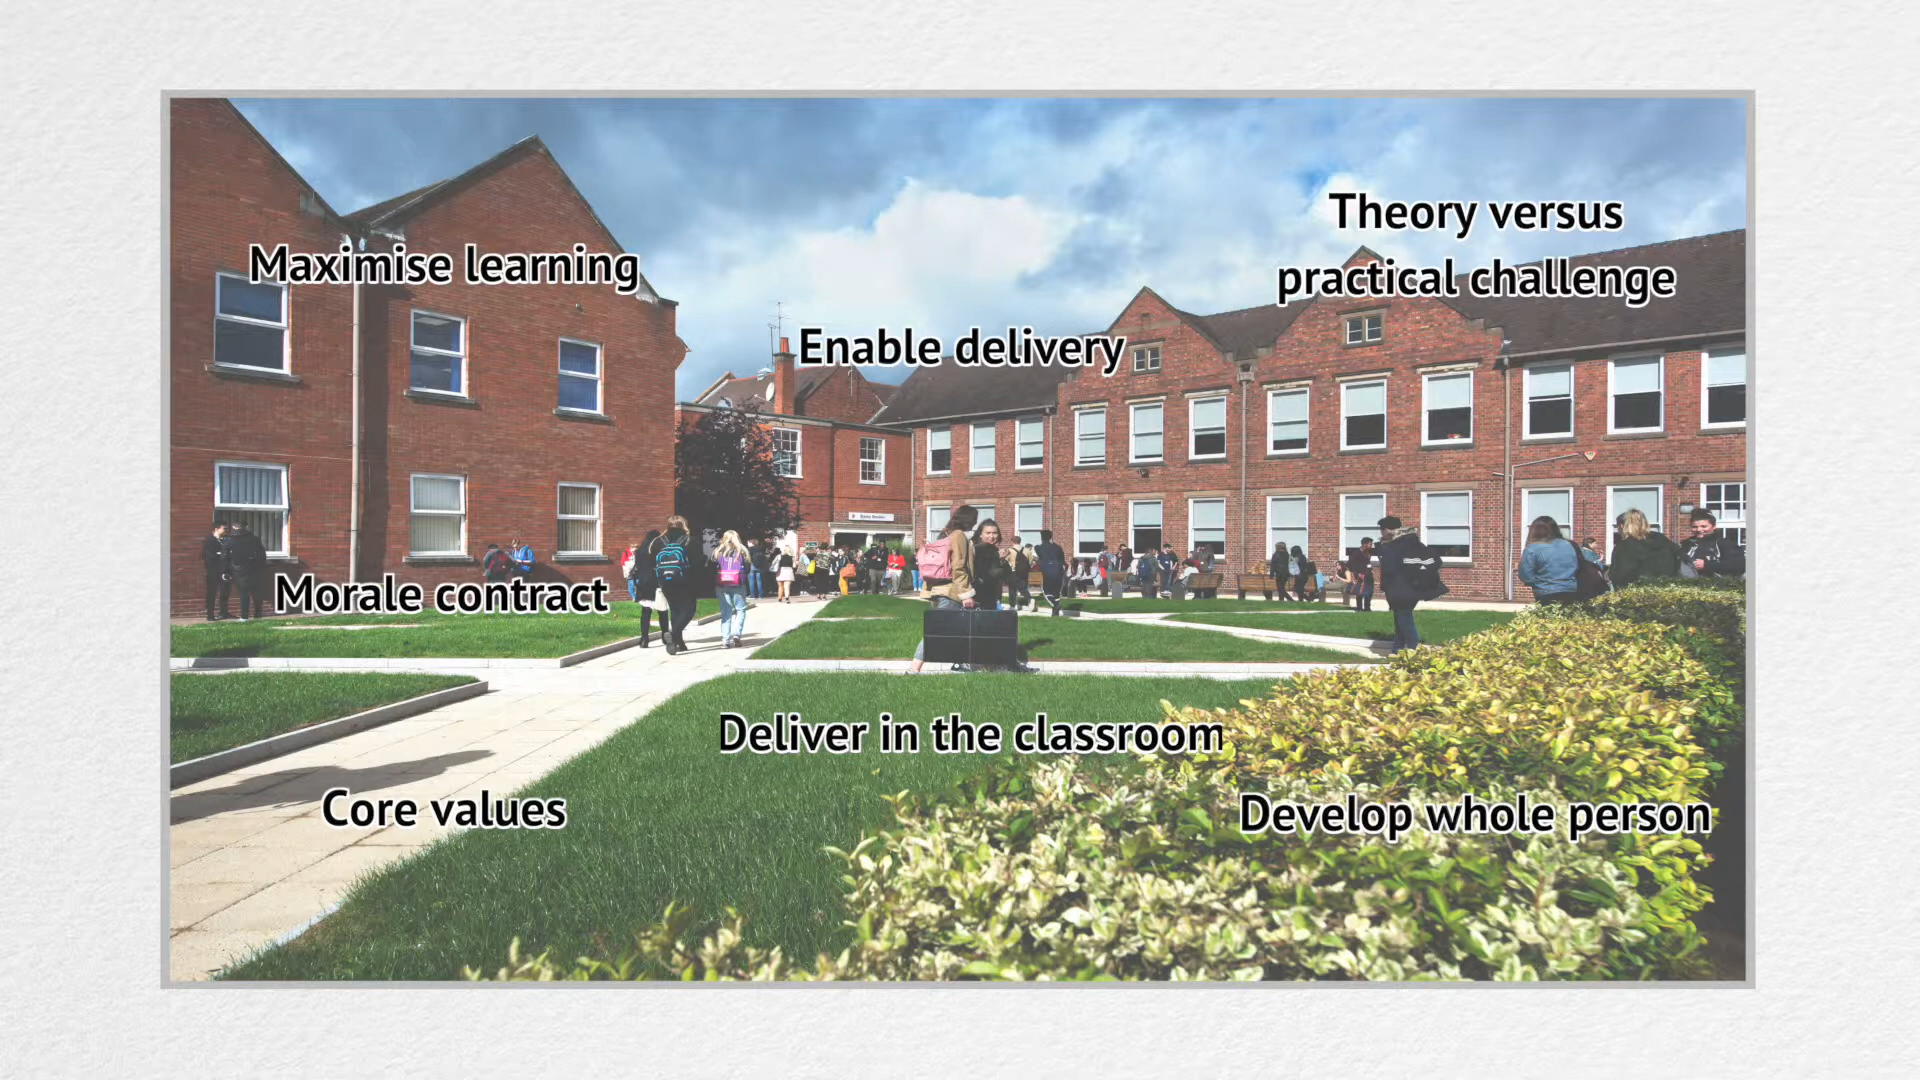 Theory versus
practical challenge
Maximise learning
Enable delivery
Morale contract
Deliver in the classroom
Core values
Develop whole person